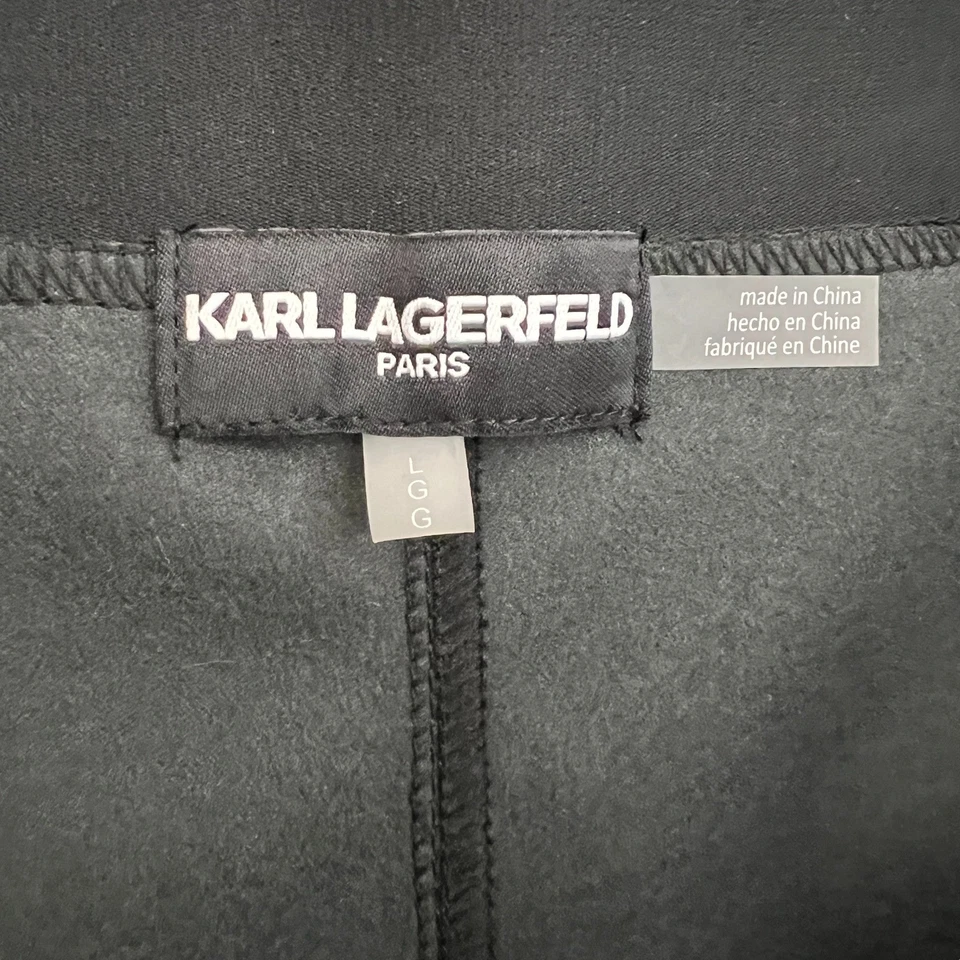 KARL LAGERFELD
PARIS
made in China
hecho en China
fabriqué en Chine
L
G
G